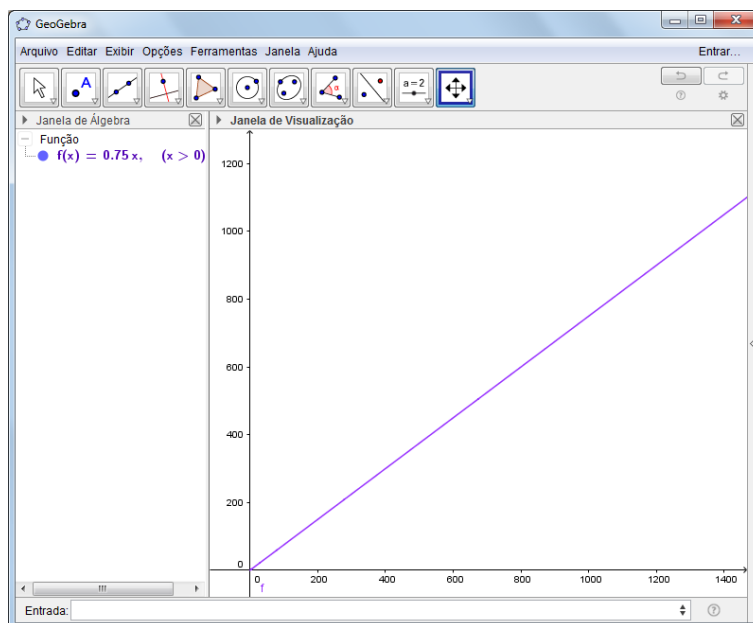 GeoGebra
Arquivo Editar Exibir Opções Ferramentas Janela Ajuda Entrar...
A α a=2
Janela de Álgebra
Janela de Visualização
Função
f(x) = 0.75 x, (x > 0)
1200
1000
800
600
400
200
0
0 200 400 600 800 1000 1200 1400
f
Entrada: